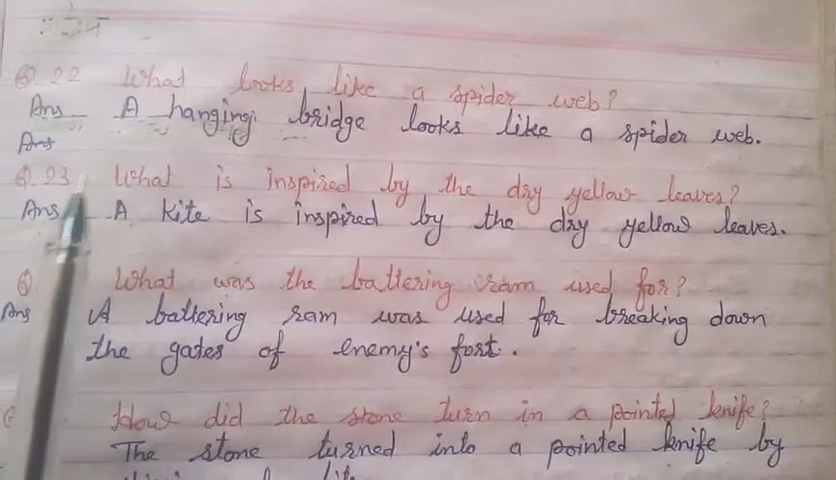 Q.22 What looks like a spider web?
Ans A hanging bridge looks like a spider web.
Ans
Q.23 What is inspired by the dry yellow leaves?
Ans A kite is inspired by the dry yellow leaves.
Q. What was the battering ram used for?
Ans A battering ram was used for breaking down
the gates of enemy's fort.
How did the stone turn in a pointed knife?
The stone turned into a pointed knife by